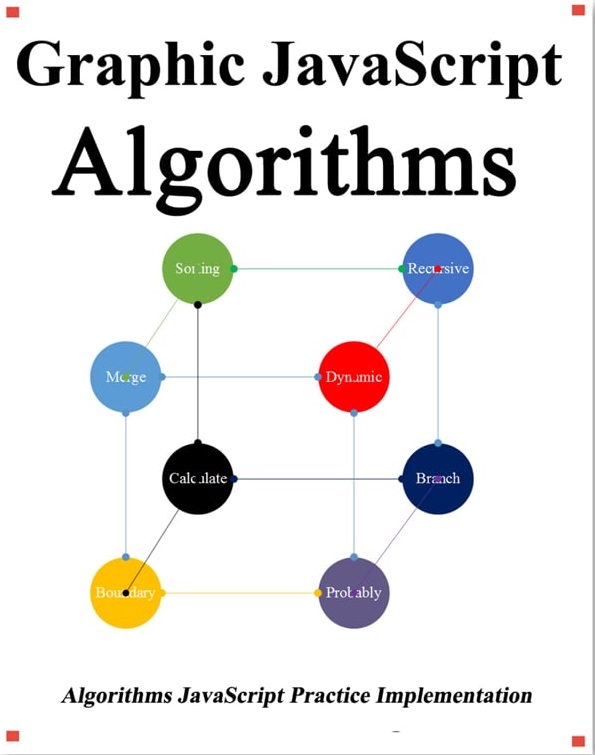 Graphic JavaScript
Algorithms
Sorting
Recursive
Merge
Dynamic
Calculate
Branch
Boundary
Probably
Algorithms JavaScript Practice Implementation